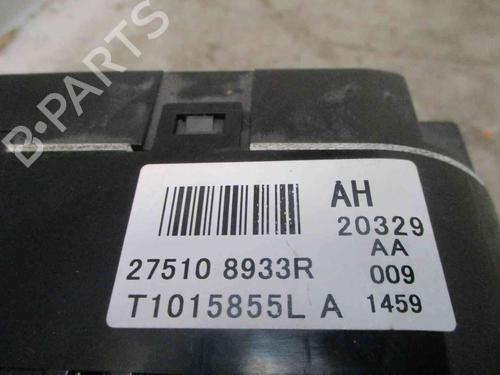 B-PARTS
AH
20329
AA
27510 8933R 009
T1015855L A 1459